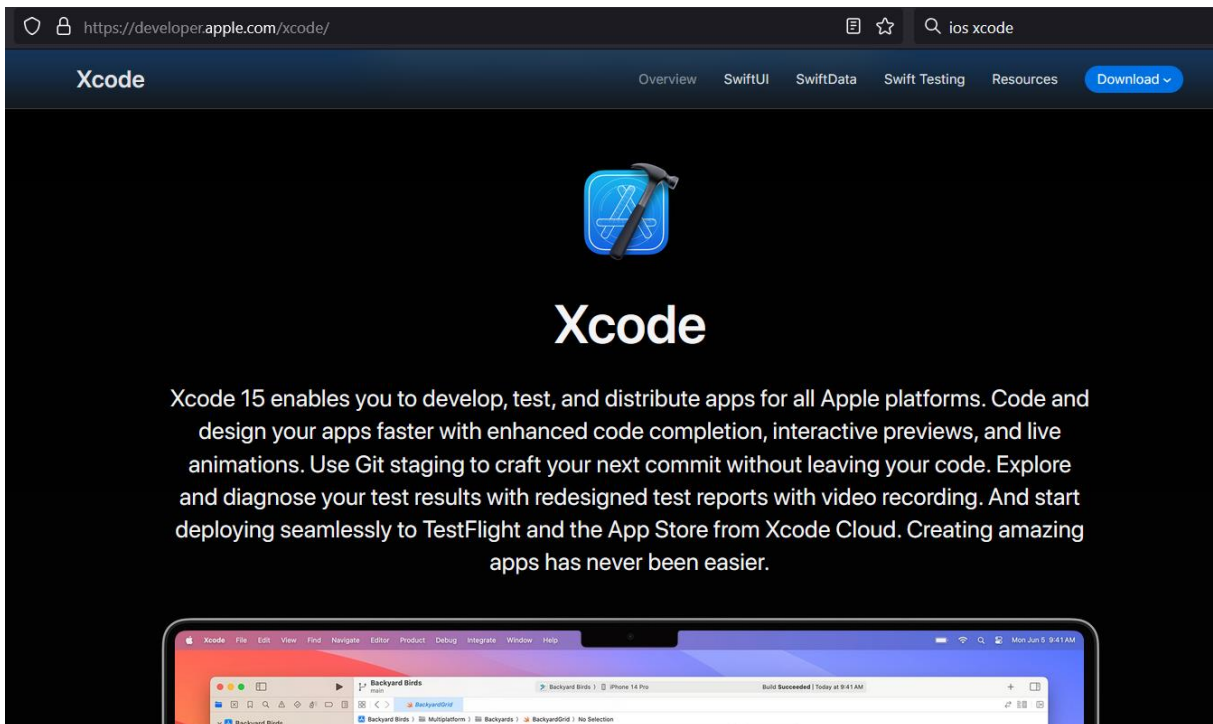 https://developer.apple.com/xcode/
ios xcode
Xcode
Overview SwiftUI SwiftData Swift Testing Resources Download
Xcode
Xcode 15 enables you to develop, test, and distribute apps for all Apple platforms. Code and
design your apps faster with enhanced code completion, interactive previews, and live
animations. Use Git staging to craft your next commit without leaving your code. Explore
and diagnose your test results with redesigned test reports with video recording. And start
deploying seamlessly to TestFlight and the App Store from Xcode Cloud. Creating amazing
apps has never been easier.
Xcode File Edit View Find Navigate Editor Product Debug Integrate Window Help Mon Jun 5 9:41 AM
Backyard Birds
main
Backyard Birds 〉 iPhone 14 Pro
Build Succeeded | Today at 9:41 AM
BackyardGrid
Backyard Birds
Backyard Birds 〉 Multiplatform 〉 Backyards 〉 BackyardGrid 〉 No Selection